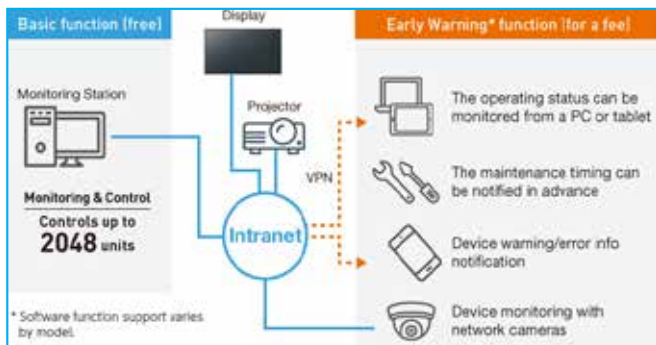 Basic function (free)
Monitoring Station
Monitoring & Control
Controls up to
2048 units
* Software function support varies
by model.
Display
Projector
VPN
Intranet
Early Warning* function (for a fee)
The operating status can be
monitored from a PC or tablet
The maintenance timing can
be notified in advance
Device warning/error info
notification
Device monitoring with
network cameras